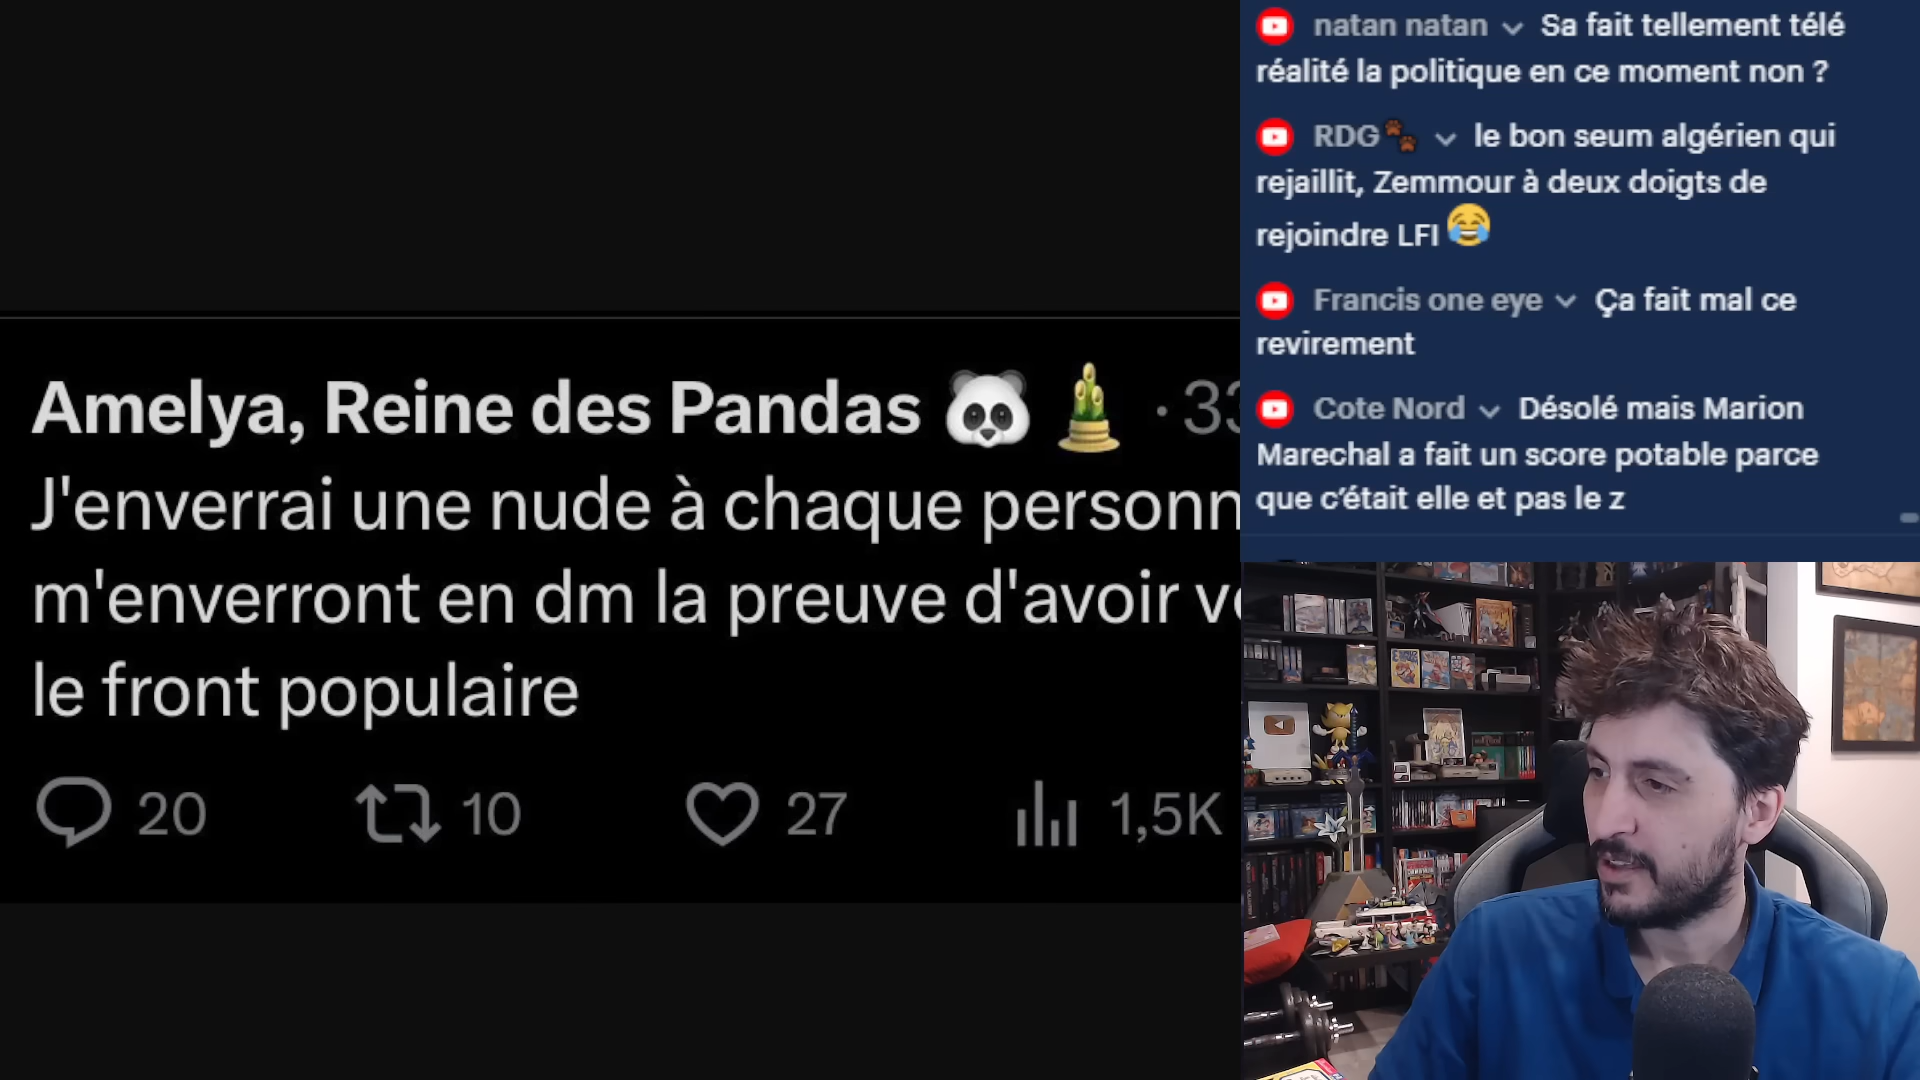 Amelya, Reine des Pandas 🐼 🎍 · 33
J'enverrai une nude à chaque personn
m'enverront en dm la preuve d'avoir v
le front populaire
20 10 27 1,5K
natan natan Sa fait tellement télé
réalité la politique en ce moment non ?
RDG🐾 le bon seum algérien qui
rejaillit, Zemmour à deux doigts de
rejoindre LFI 😂
Francis one eye Ça fait mal ce
revirement
Cote Nord Désolé mais Marion
Marechal a fait un score potable parce
que c'était elle et pas le z